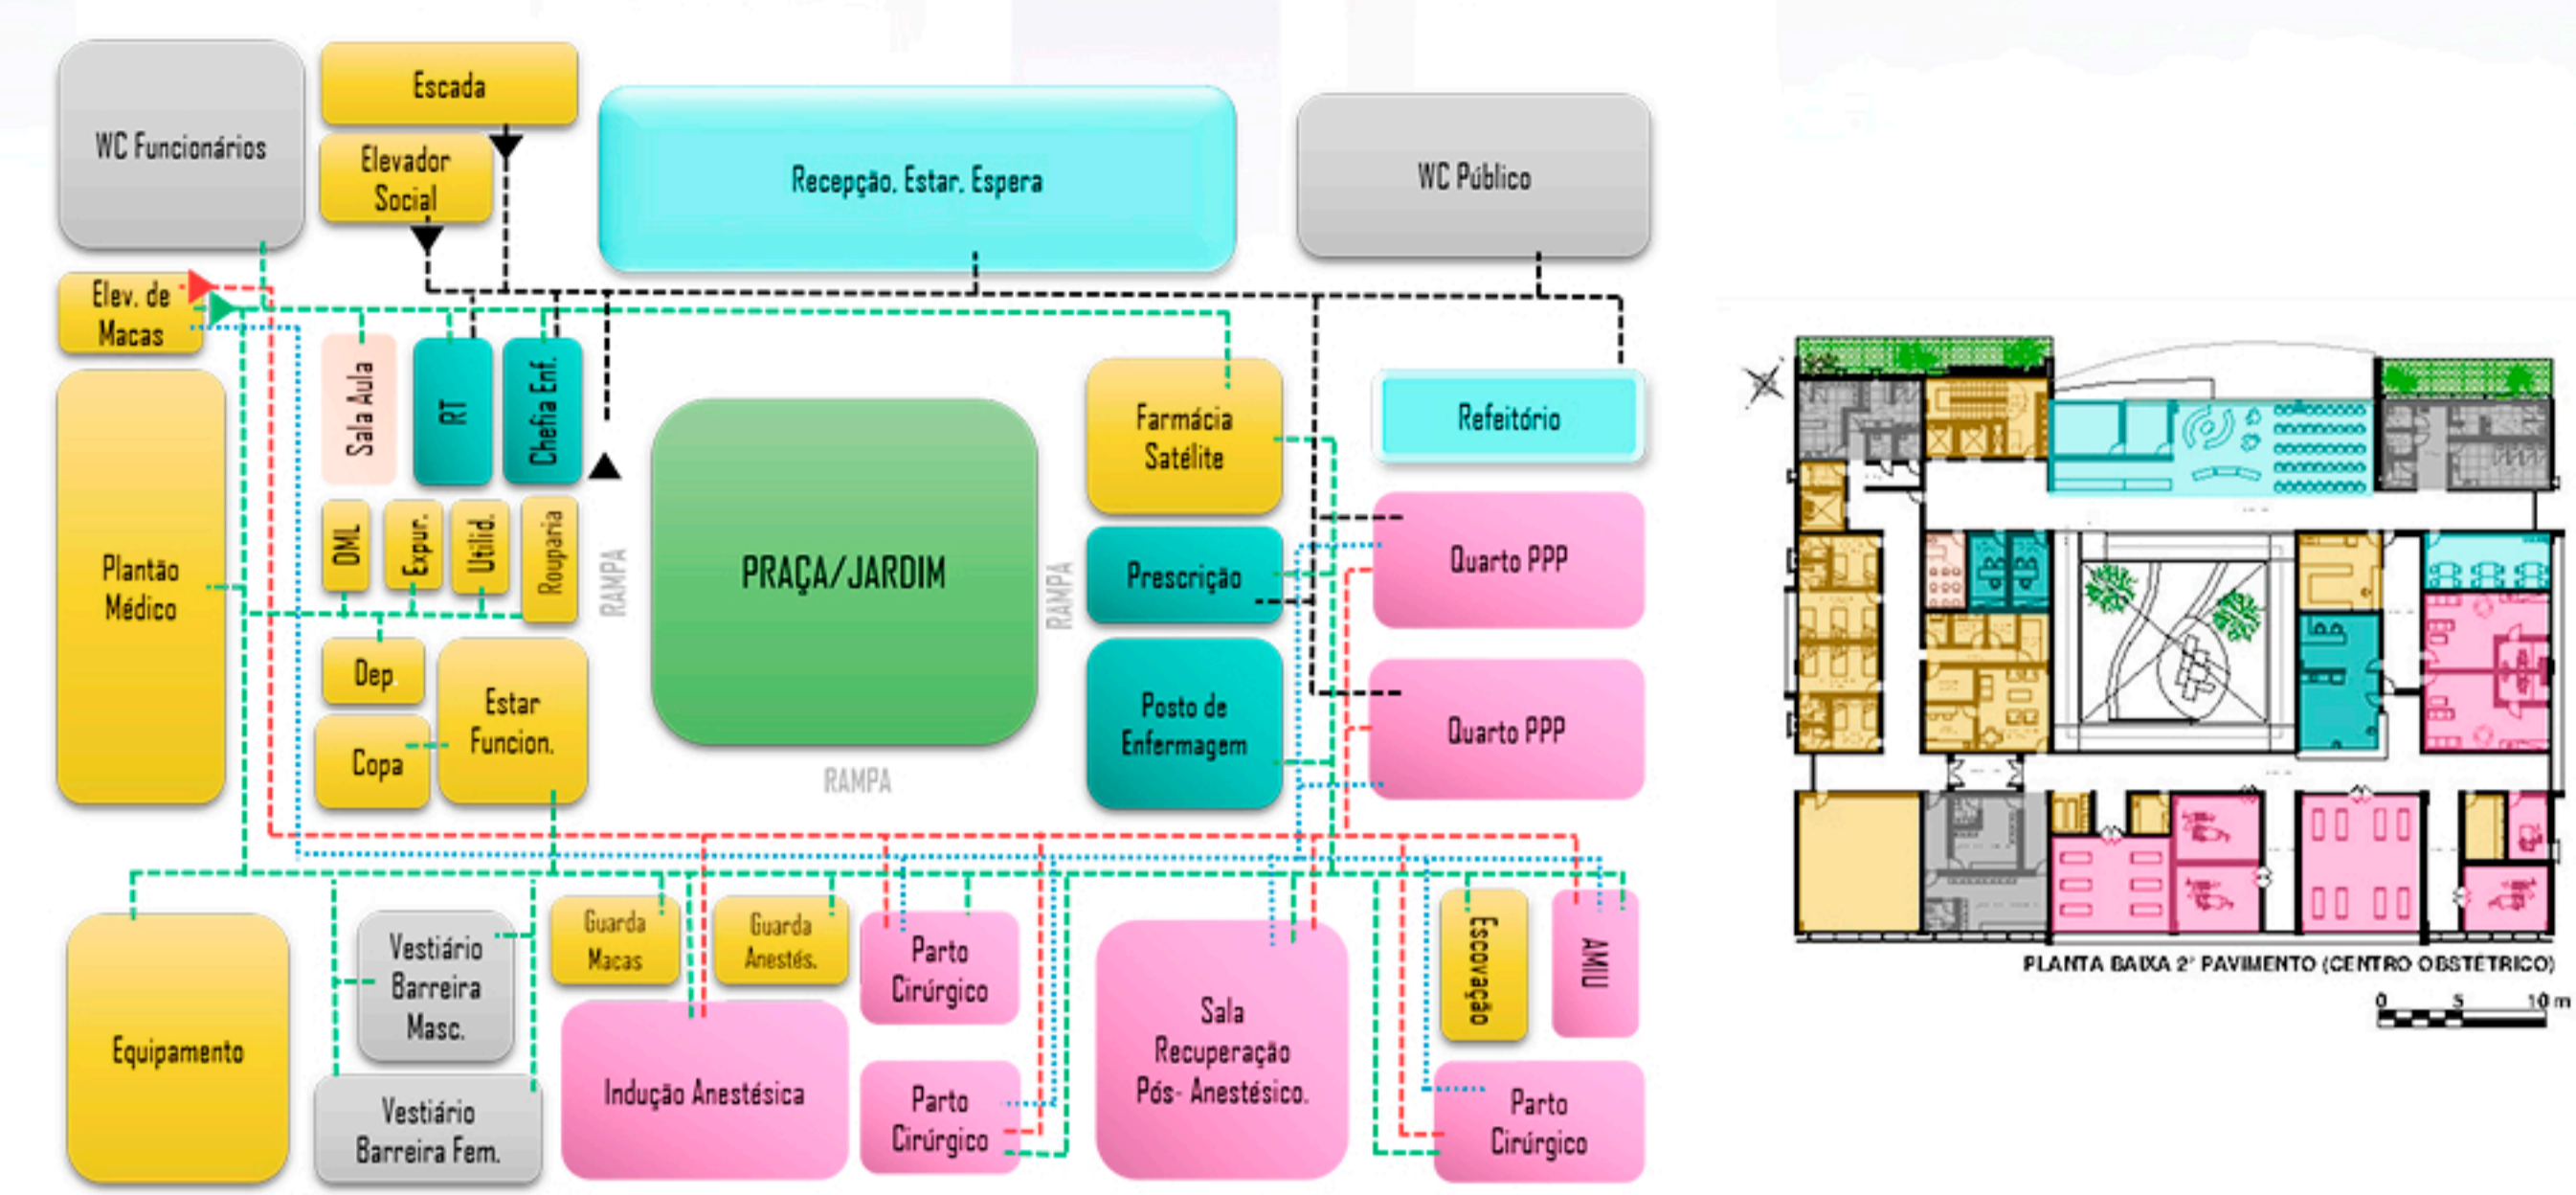 WC Funcionários
Escada
Elevador
Social
Recepção. Estar. Espera
WC Público
Elev. de
Macas
Plantão
Médico
Sala Aula
RT
Chefia Enf.
DML
Expur.
Utilid.
Rouparia
Dep.
Copa
Estar
Funcion.
RAMPA
PRAÇA/JARDIM
RAMPA
RAMPA
Farmácia
Satélite
Prescrição
Posto de
Enfermagem
Refeitório
Quarto PPP
Quarto PPP
Equipamento
Vestiário
Barreira
Masc.
Vestiário
Barreira Fem.
Guarda
Macas
Guarda
Anestés.
Indução Anestésica
Parto
Cirúrgico
Parto
Cirúrgico
Sala
Recuperação
Pós- Anestésico.
Escovação
AMIU
Parto
Cirúrgico
PLANTA BAIXA 2º PAVIMENTO (CENTRO OBSTÉTRICO)
0 5 10 m